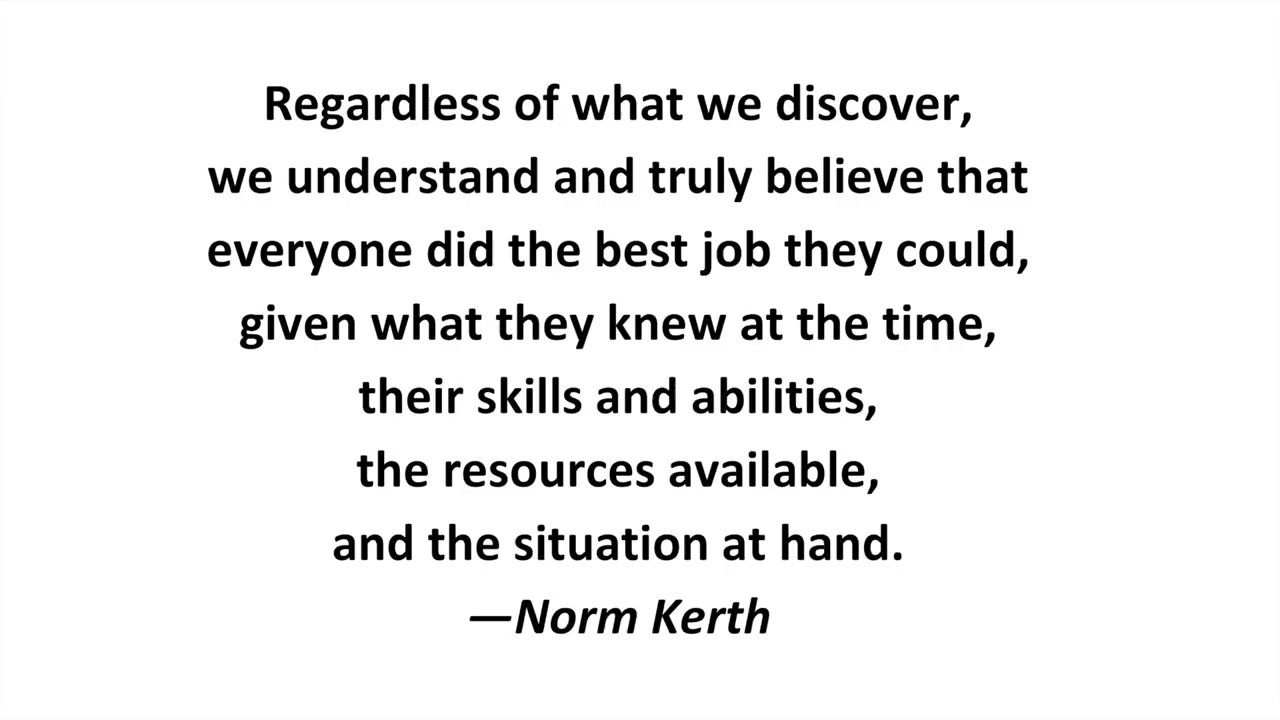 Regardless of what we discover,
we understand and truly believe that
everyone did the best job they could,
given what they knew at the time,
their skills and abilities,
the resources available,
and the situation at hand.
—Norm Kerth